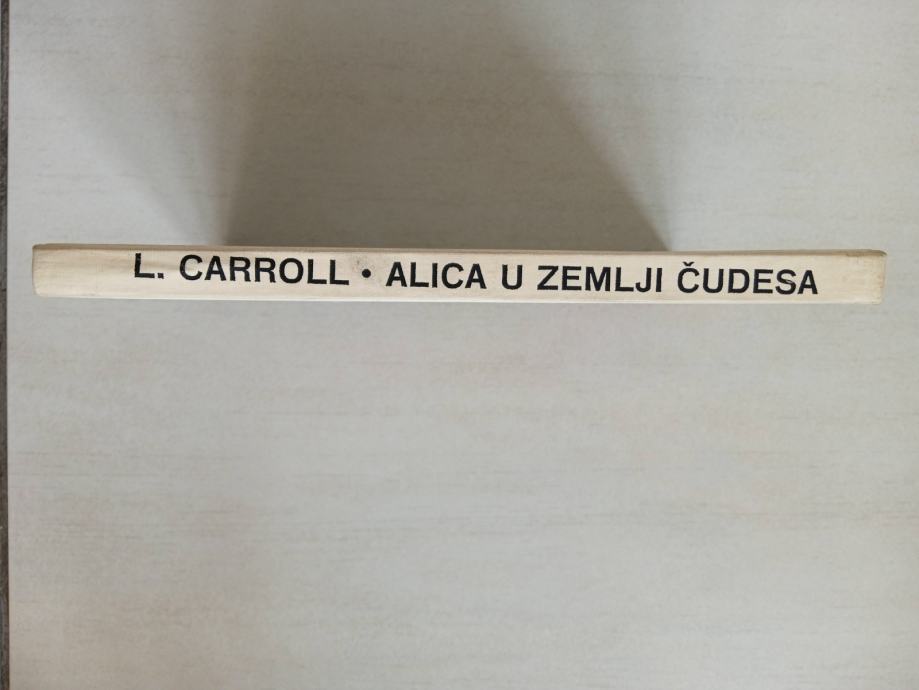 L. CARROLL • ALICA U ZEMLJI ČUDESA